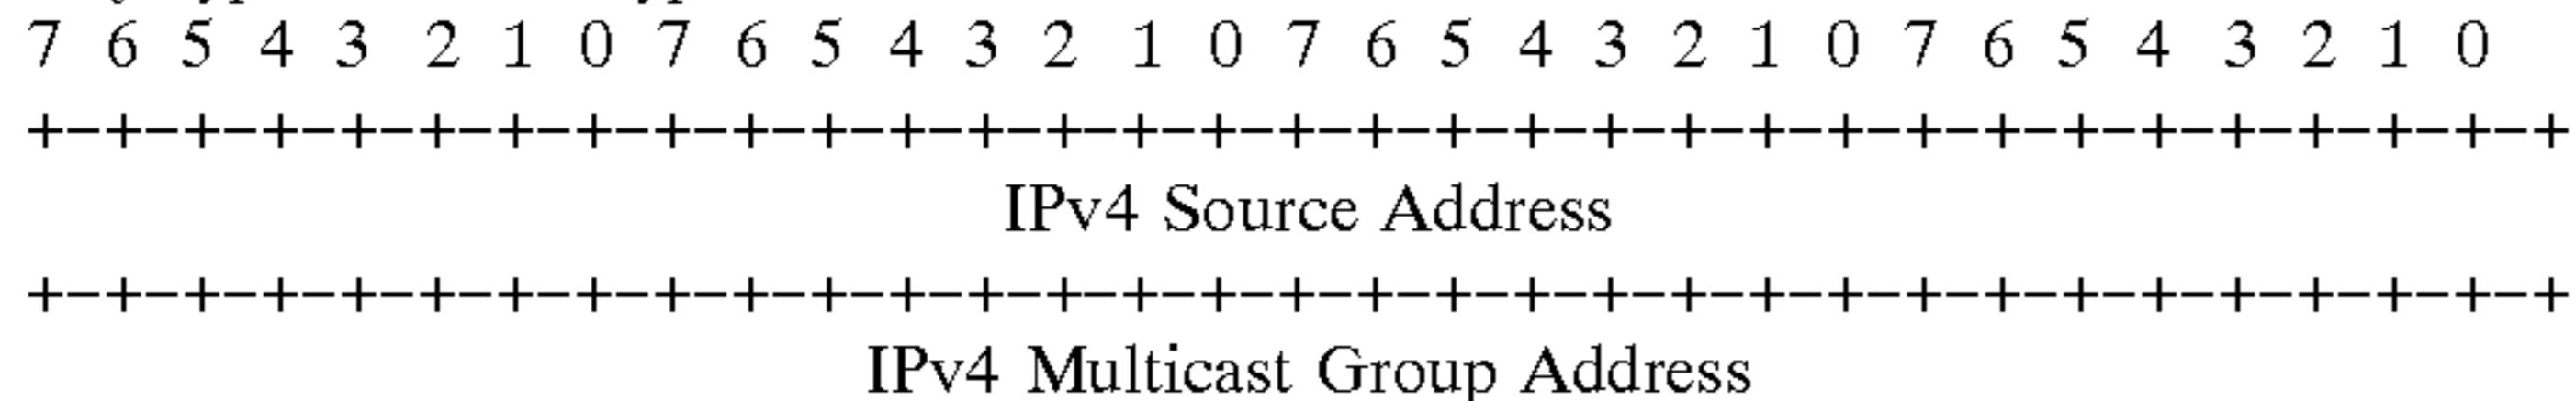 7 6 5 4 3 2 1 0 7 6 5 4 3 2 1 0 7 6 5 4 3 2 1 0 7 6 5 4 3 2 1 0
+-+-+-+-+-+-+-+-+-+-+-+-+-+-+-+-+-+-+-+-+-+-+-+-+-+-+-+-+-+-+-+-+
IPv4 Source Address
+-+-+-+-+-+-+-+-+-+-+-+-+-+-+-+-+-+-+-+-+-+-+-+-+-+-+-+-+-+-+-+-+
IPv4 Multicast Group Address